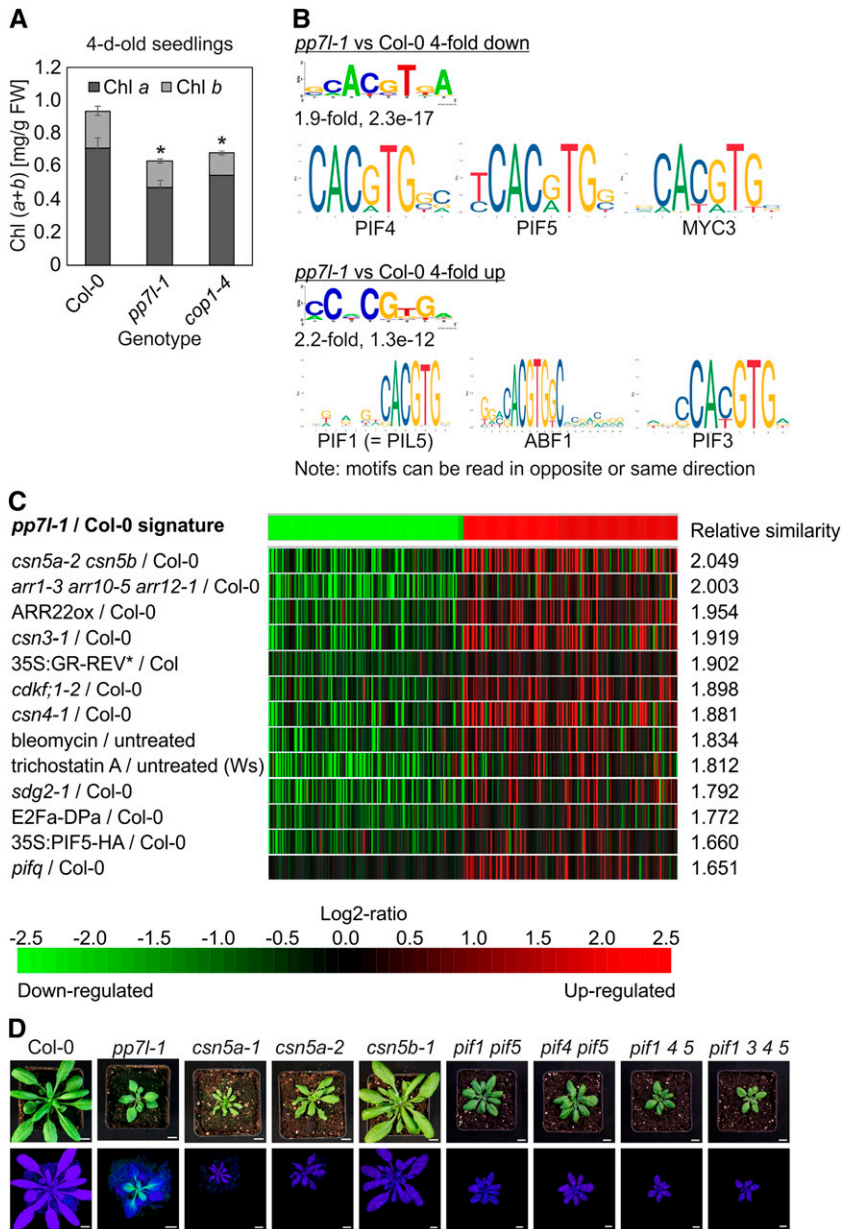 A
4-d-old seedlings
Chl a Chl b
Chl (a+b) [mg/g FW]
1.2
1.0
0.8
0.6
0.4
0.2
0
*
*
Col-0
pp7l-1
cop1-4
Genotype
B
pp7l-1 vs Col-0 4-fold down
1.9-fold, 2.3e-17
PIF4
PIF5
MYC3
pp7l-1 vs Col-0 4-fold up
2.2-fold, 1.3e-12
PIF1 (= PIL5)
ABF1
PIF3
Note: motifs can be read in opposite or same direction
C
pp7l-1 / Col-0 signature
Relative similarity
csn5a-2 csn5b / Col-0 2.049
arr1-3 arr10-5 arr12-1 / Col-0 2.003
ARR22ox / Col-0 1.954
csn3-1 / Col-0 1.919
35S:GR-REV* / Col 1.902
cdkf;1-2 / Col-0 1.898
csn4-1 / Col-0 1.881
bleomycin / untreated 1.834
trichostatin A / untreated (Ws) 1.812
sdg2-1 / Col-0 1.792
E2Fa-DPa / Col-0 1.772
35S:PIF5-HA / Col-0 1.660
pifq / Col-0 1.651
Log2-ratio
-2.5 -2.0 -1.5 -1.0 -0.5 0.0 0.5 1.0 1.5 2.0 2.5
Down-regulated Up-regulated
D
Col-0 pp7l-1 csn5a-1 csn5a-2 csn5b-1 pif1 pif5 pif4 pif5 pif1 4 5 pif1 3 4 5